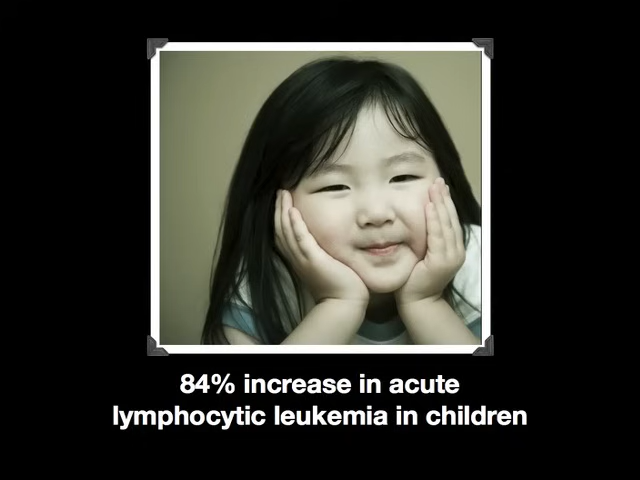 84% increase in acute
lymphocytic leukemia in children